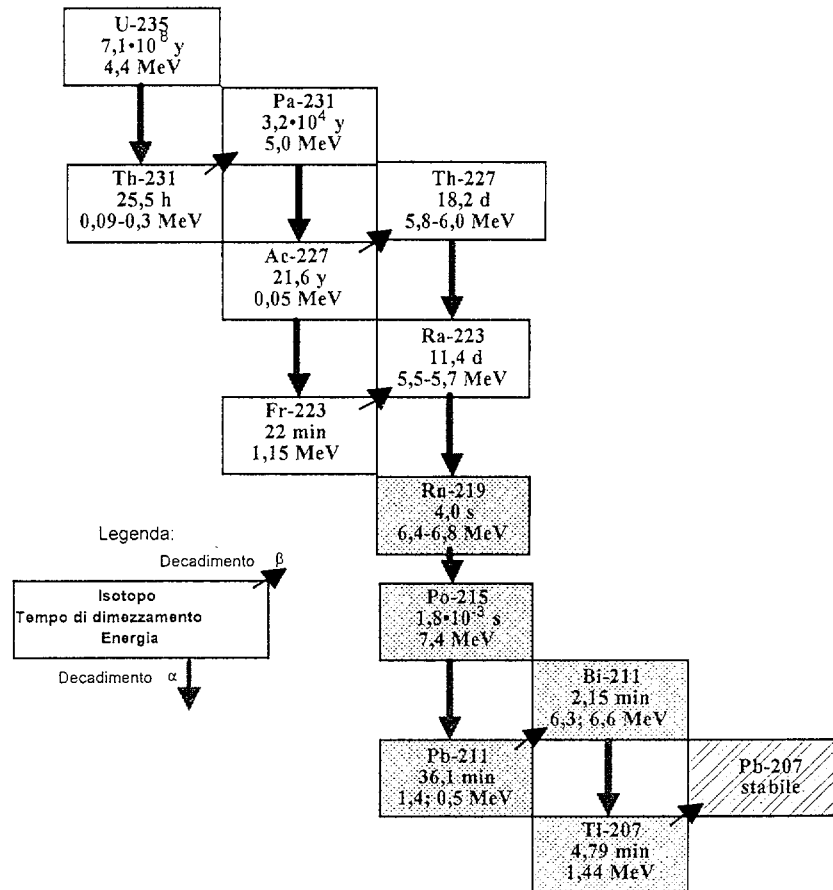 U-235
7,1•10⁸ y
4,4 MeV
Pa-231
3,2•10⁴ y
5,0 MeV
Th-231
25,5 h
0,09-0,3 MeV
Th-227
18,2 d
5,8-6,0 MeV
Ac-227
21,6 y
0,05 MeV
Ra-223
11,4 d
5,5-5,7 MeV
Fr-223
22 min
1,15 MeV
Rn-219
4,0 s
6,4-6,8 MeV
Legenda:
Decadimento β
Isotopo
Tempo di dimezzamento
Energia
Decadimento α
Po-215
1,8•10⁻³ s
7,4 MeV
Bi-211
2,15 min
6,3; 6,6 MeV
Pb-211
36,1 min
1,4; 0,5 MeV
Pb-207
stabile
Tl-207
4,79 min
1,44 MeV